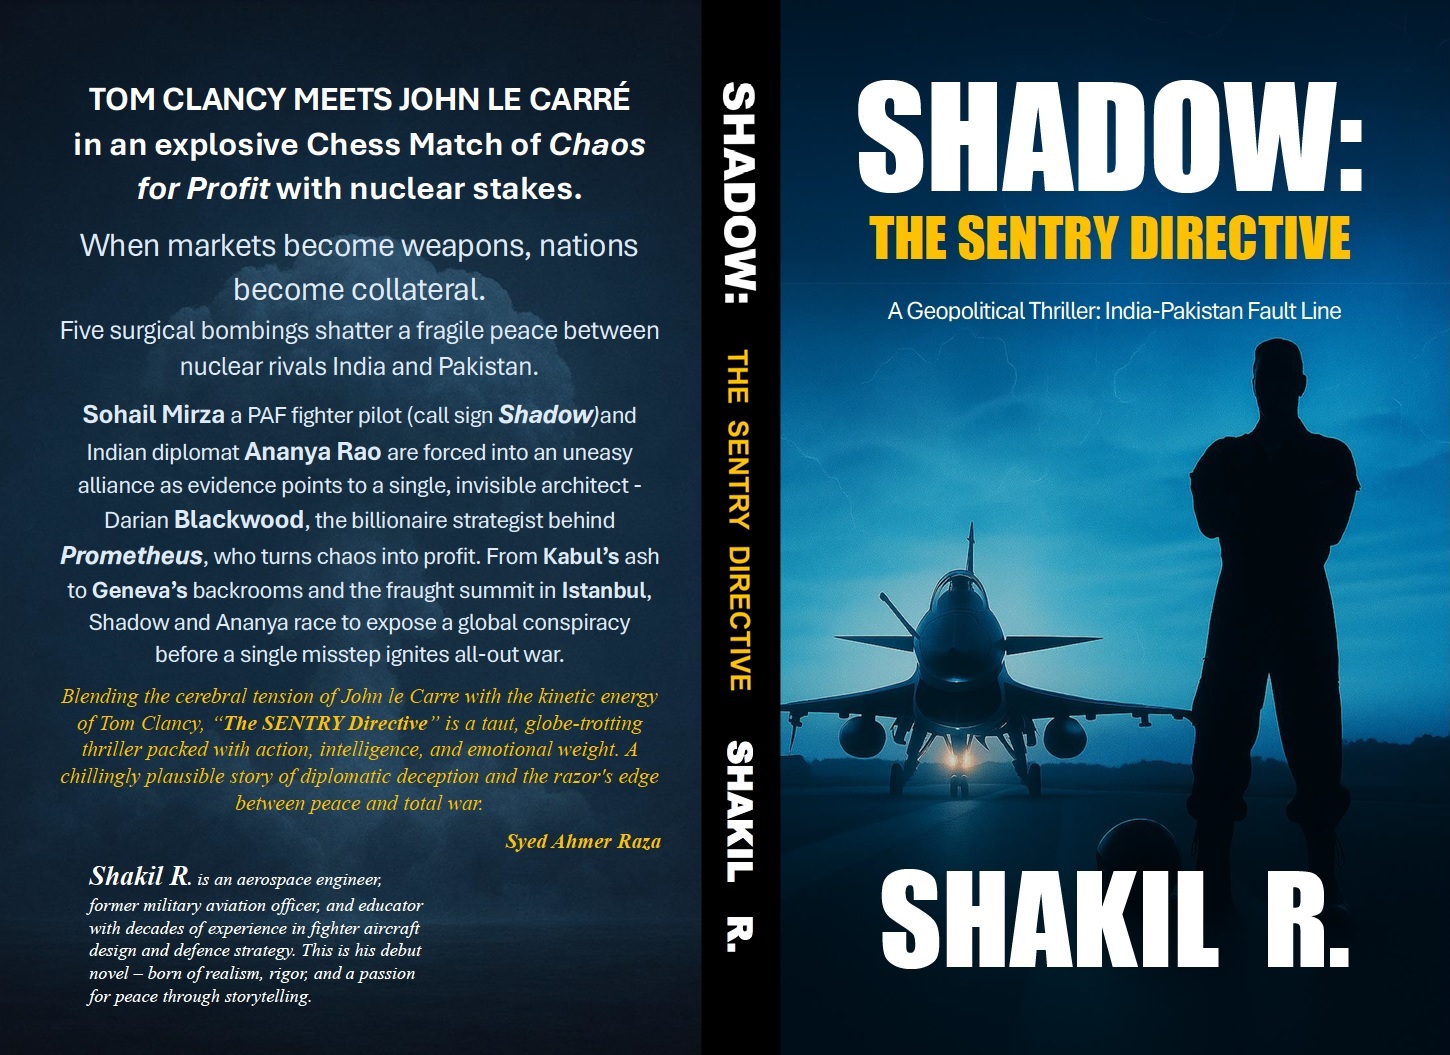 TOM CLANCY MEETS JOHN LE CARRÉ
in an explosive Chess Match of Chaos
for Profit with nuclear stakes.
When markets become weapons, nations
become collateral.
Five surgical bombings shatter a fragile peace between
nuclear rivals India and Pakistan.
Sohail Mirza a PAF fighter pilot (call sign Shadow)and
Indian diplomat Ananya Rao are forced into an uneasy
alliance as evidence points to a single, invisible architect -
Darian Blackwood, the billionaire strategist behind
Prometheus, who turns chaos into profit. From Kabul’s ash
to Geneva’s backrooms and the fraught summit in Istanbul,
Shadow and Ananya race to expose a global conspiracy
before a single misstep ignites all-out war.
Blending the cerebral tension of John le Carre with the kinetic energy
of Tom Clancy, “The SENTRY Directive” is a taut, globe-trotting
thriller packed with action, intelligence, and emotional weight. A
chillingly plausible story of diplomatic deception and the razor's edge
between peace and total war.
Syed Ahmer Raza
Shakil R. is an aerospace engineer,
former military aviation officer, and educator
with decades of experience in fighter aircraft
design and defence strategy. This is his debut
novel – born of realism, rigor, and a passion
for peace through storytelling.
SHADOW: THE SENTRY DIRECTIVE SHAKIL R.
SHADOW:
THE SENTRY DIRECTIVE
A Geopolitical Thriller: India-Pakistan Fault Line
SHAKIL R.